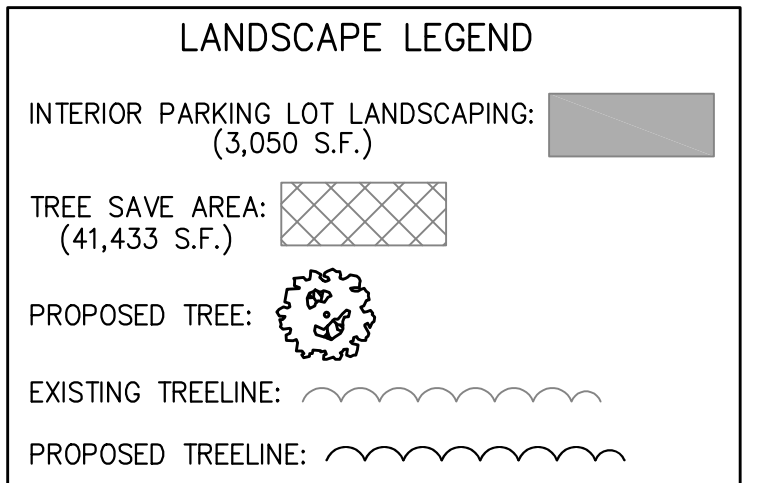 LANDSCAPE LEGEND
INTERIOR PARKING LOT LANDSCAPING:
(3,050 S.F.)
TREE SAVE AREA:
(41,433 S.F.)
PROPOSED TREE:
EXISTING TREELINE:
PROPOSED TREELINE: